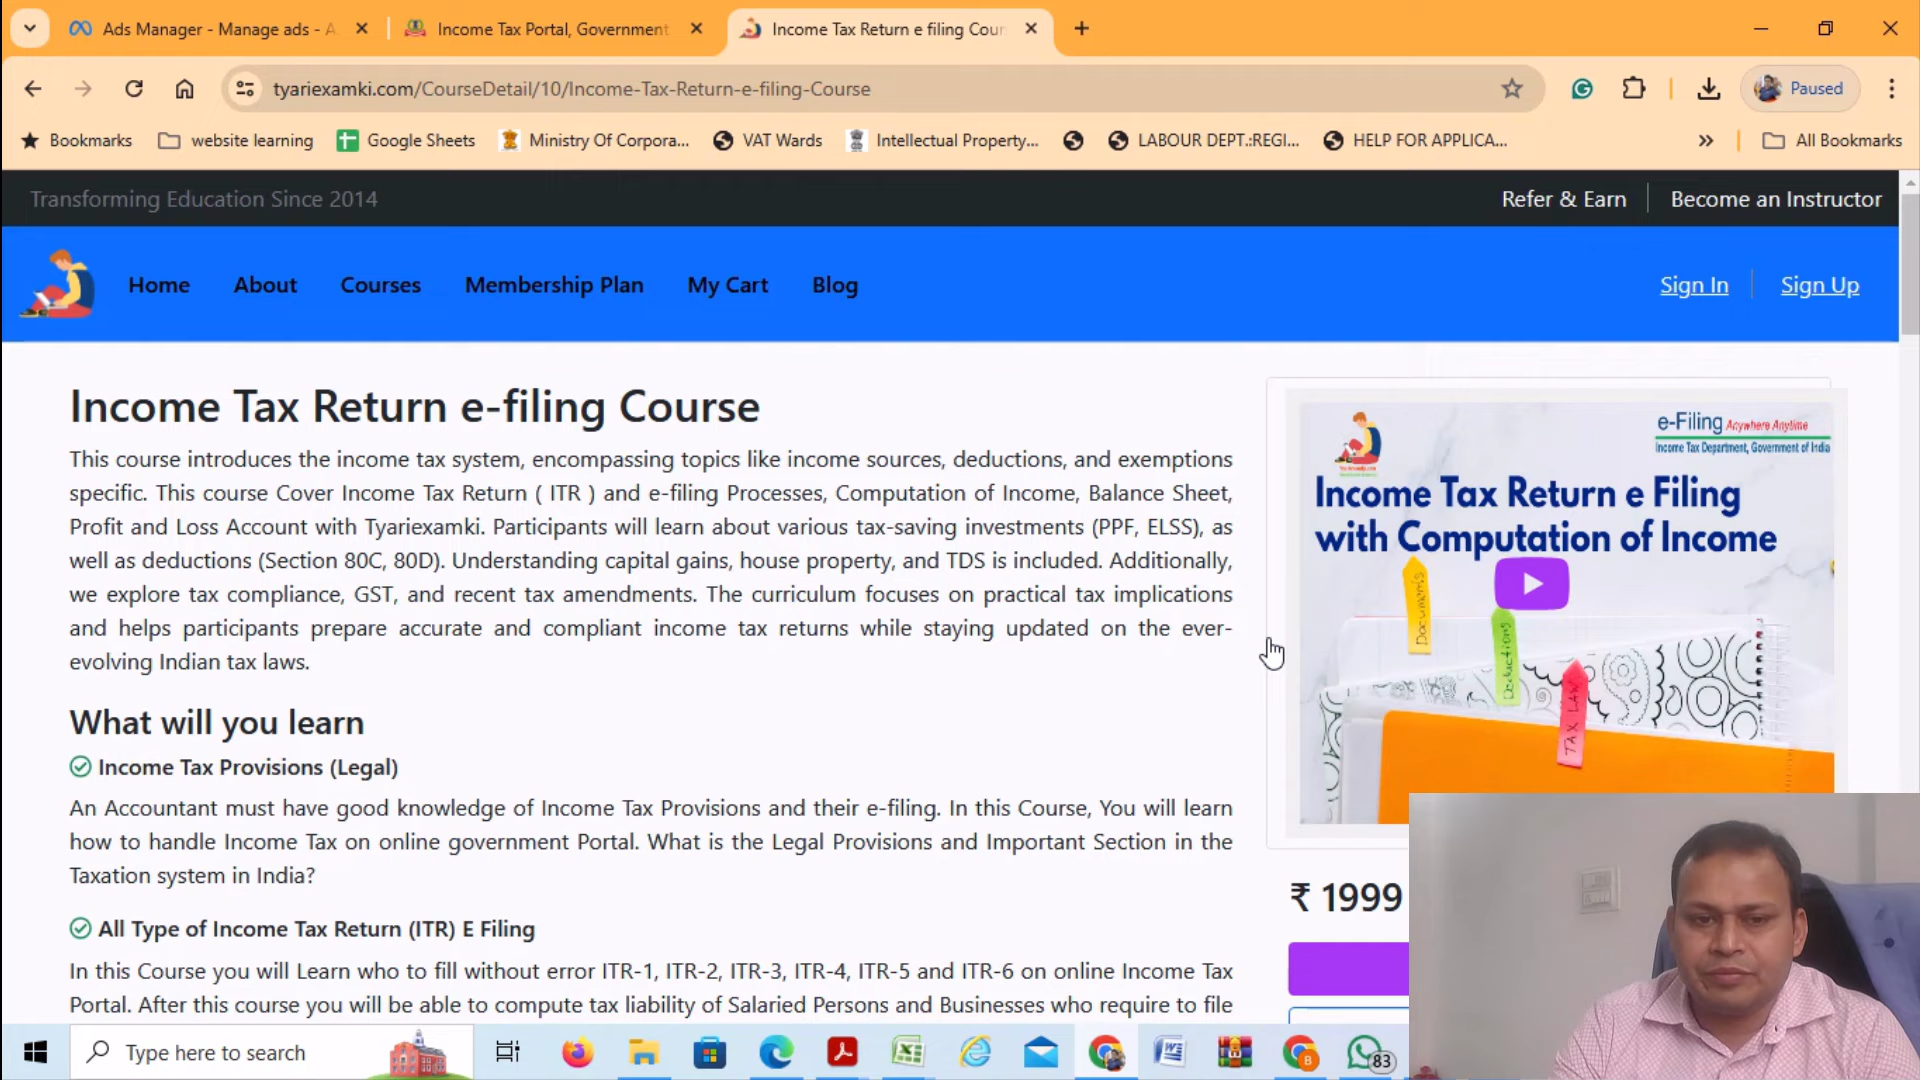 Ads Manager - Manage ads - A
Income Tax Portal, Government
Income Tax Return e filing Cour
tyariexamki.com/CourseDetail/10/Income-Tax-Return-e-filing-Course
Paused
Bookmarks
website learning
Google Sheets
Ministry Of Corpora...
VAT Wards
Intellectual Property...
LABOUR DEPT.:REGI...
HELP FOR APPLICA...
»
All Bookmarks
Transforming Education Since 2014
Refer & Earn
Become an Instructor
Home
About
Courses
Membership Plan
My Cart
Blog
Sign In
Sign Up
Income Tax Return e-filing Course
This course introduces the income tax system, encompassing topics like income sources, deductions, and exemptions
specific. This course Cover Income Tax Return ( ITR ) and e-filing Processes, Computation of Income, Balance Sheet,
Profit and Loss Account with Tyariexamki. Participants will learn about various tax-saving investments (PPF, ELSS), as
well as deductions (Section 80C, 80D). Understanding capital gains, house property, and TDS is included. Additionally,
we explore tax compliance, GST, and recent tax amendments. The curriculum focuses on practical tax implications
and helps participants prepare accurate and compliant income tax returns while staying updated on the ever-
evolving Indian tax laws.
What will you learn
Income Tax Provisions (Legal)
An Accountant must have good knowledge of Income Tax Provisions and their e-filing. In this Course, You will learn
how to handle Income Tax on online government Portal. What is the Legal Provisions and Important Section in the
Taxation system in India?
All Type of Income Tax Return (ITR) E Filing
In this Course you will Learn who to fill without error ITR-1, ITR-2, ITR-3, ITR-4, ITR-5 and ITR-6 on online Income Tax
Portal. After this course you will be able to compute tax liability of Salaried Persons and Businesses who require to file
e-Filing Anywhere Anytime
Income Tax Department, Government of India
Income Tax Return e Filing
with Computation of Income
Documents
Deductions
TAX LAW
₹ 1999
Type here to search
B
83